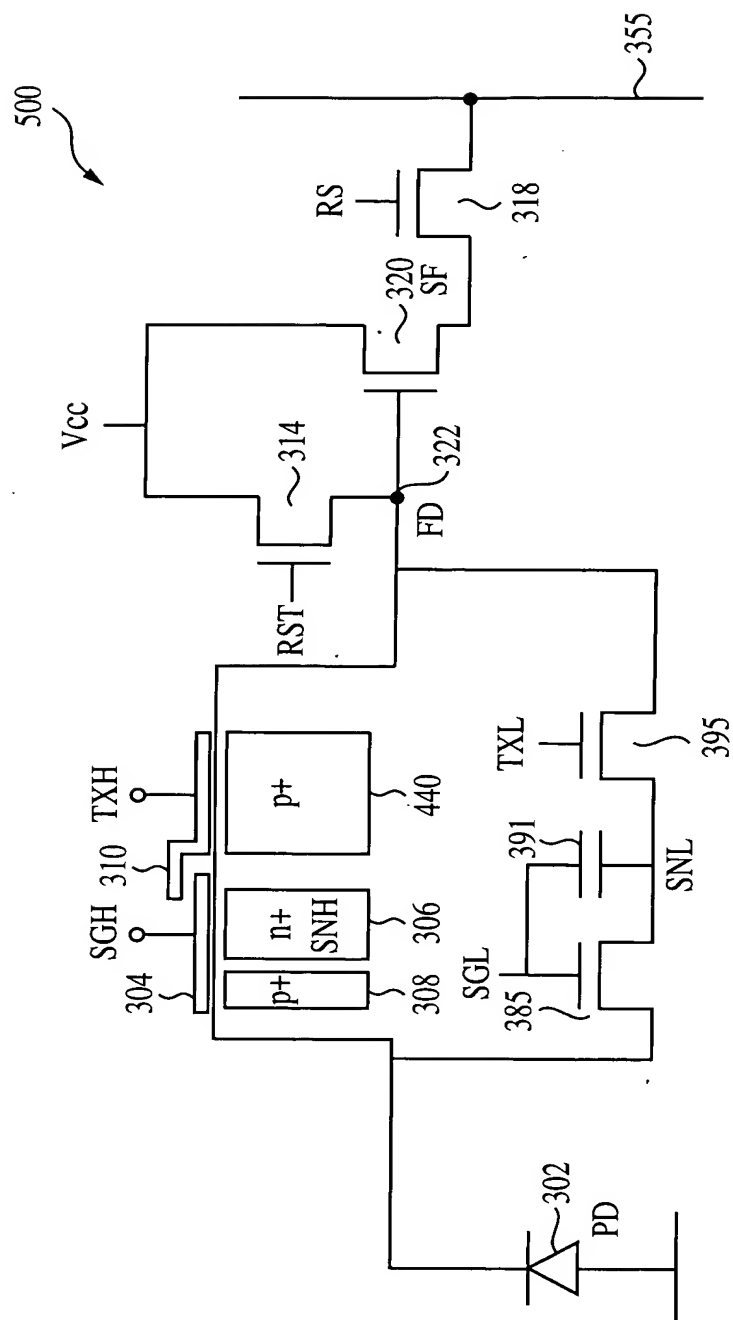 500
Vcc
RS
RST
314
320
SF
318
355
FD
322
SGH
TXH
310
304
p+
n+
SNH
p+
308
306
440
SGL
385
391
SNL
TXL
395
302
PD